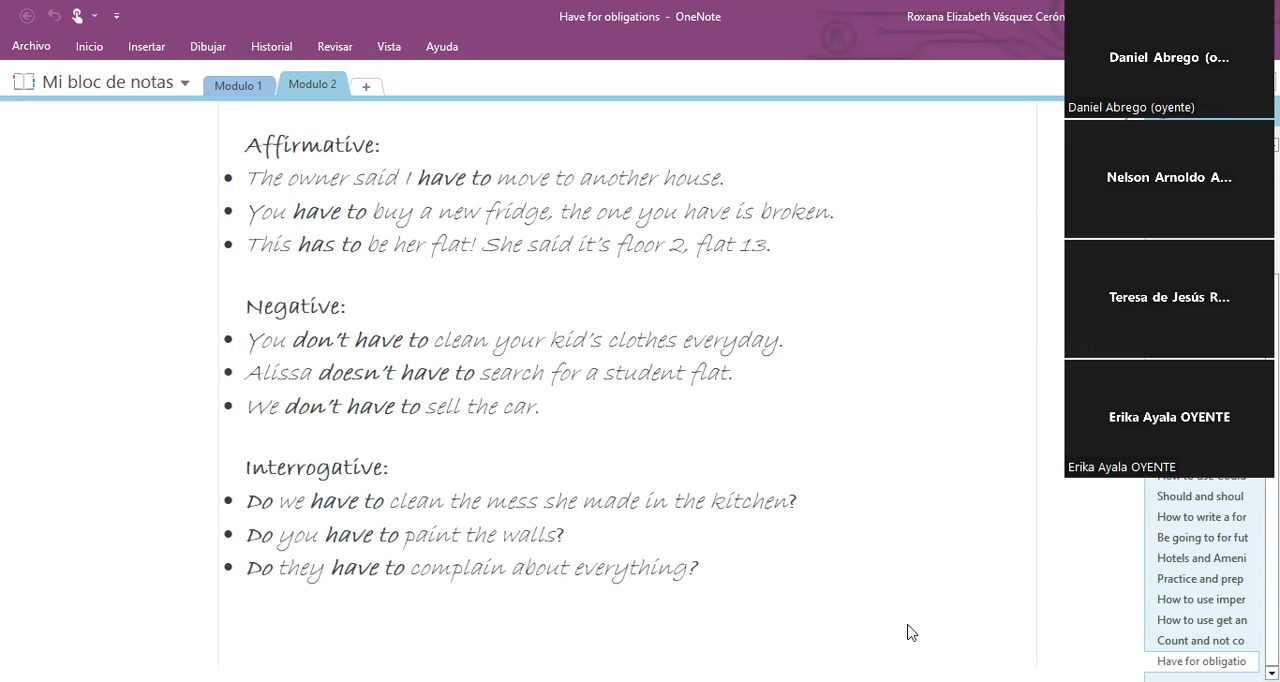 Have for obligations - OneNote
Roxana Elizabeth Vásquez Cerón
Archivo Inicio Insertar Dibujar Historial Revisar Vista Ayuda
Mi bloc de notas
Modulo 1
Modulo 2
+
Affirmative:
• The owner said I have to move to another house.
• You have to buy a new fridge, the one you have is broken.
• This has to be her flat! She said it's floor 2, flat 13.
Negative:
• You don't have to clean your kid's clothes everyday.
• Alissa doesn't have to search for a student flat.
• We don't have to sell the car.
Interrogative:
• Do we have to clean the mess she made in the kitchen?
• Do you have to paint the walls?
• Do they have to complain about everything?
Daniel Abrego (o...
Daniel Abrego (oyente)
Nelson Arnoldo A...
Teresa de Jesús R...
Erika Ayala OYENTE
Erika Ayala OYENTE
How to use Could
Should and shoul
How to write a for
Be going to for fut
Hotels and Ameni
Practice and prep
How to use imper
How to use get an
Count and not co
Have for obligatio